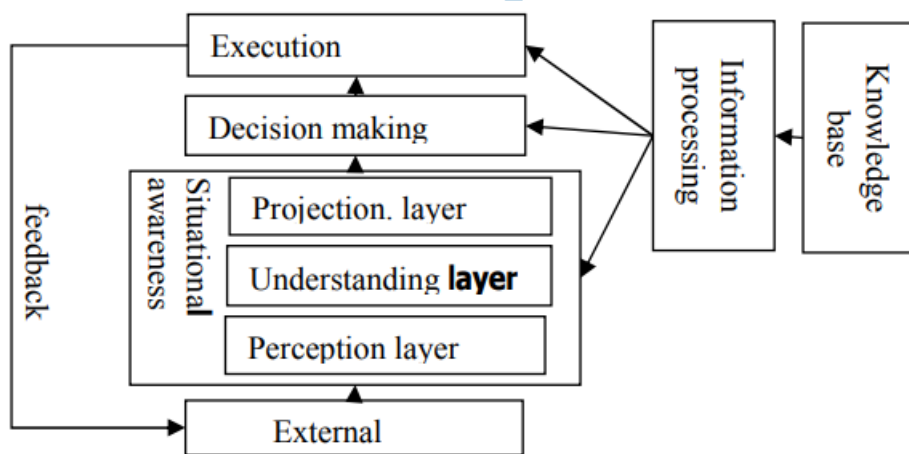 Execution
Decision making
Situational
awareness
Projection. layer
Understanding layer
Perception layer
External
feedback
Information
processing
Knowledge
base